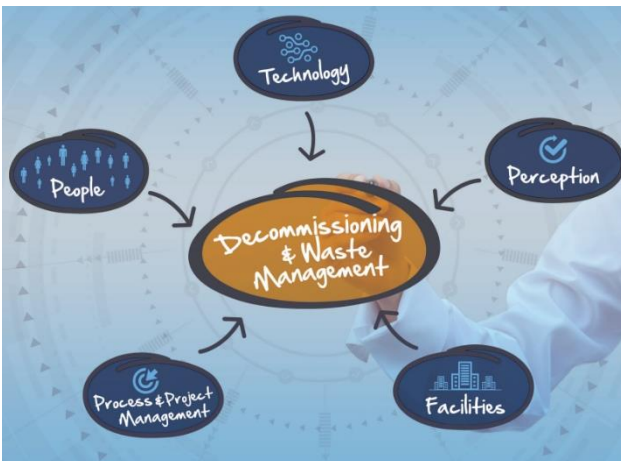 Technology
People
Perception
Decommissioning
& Waste
Management
Process & Project
Management
Facilities